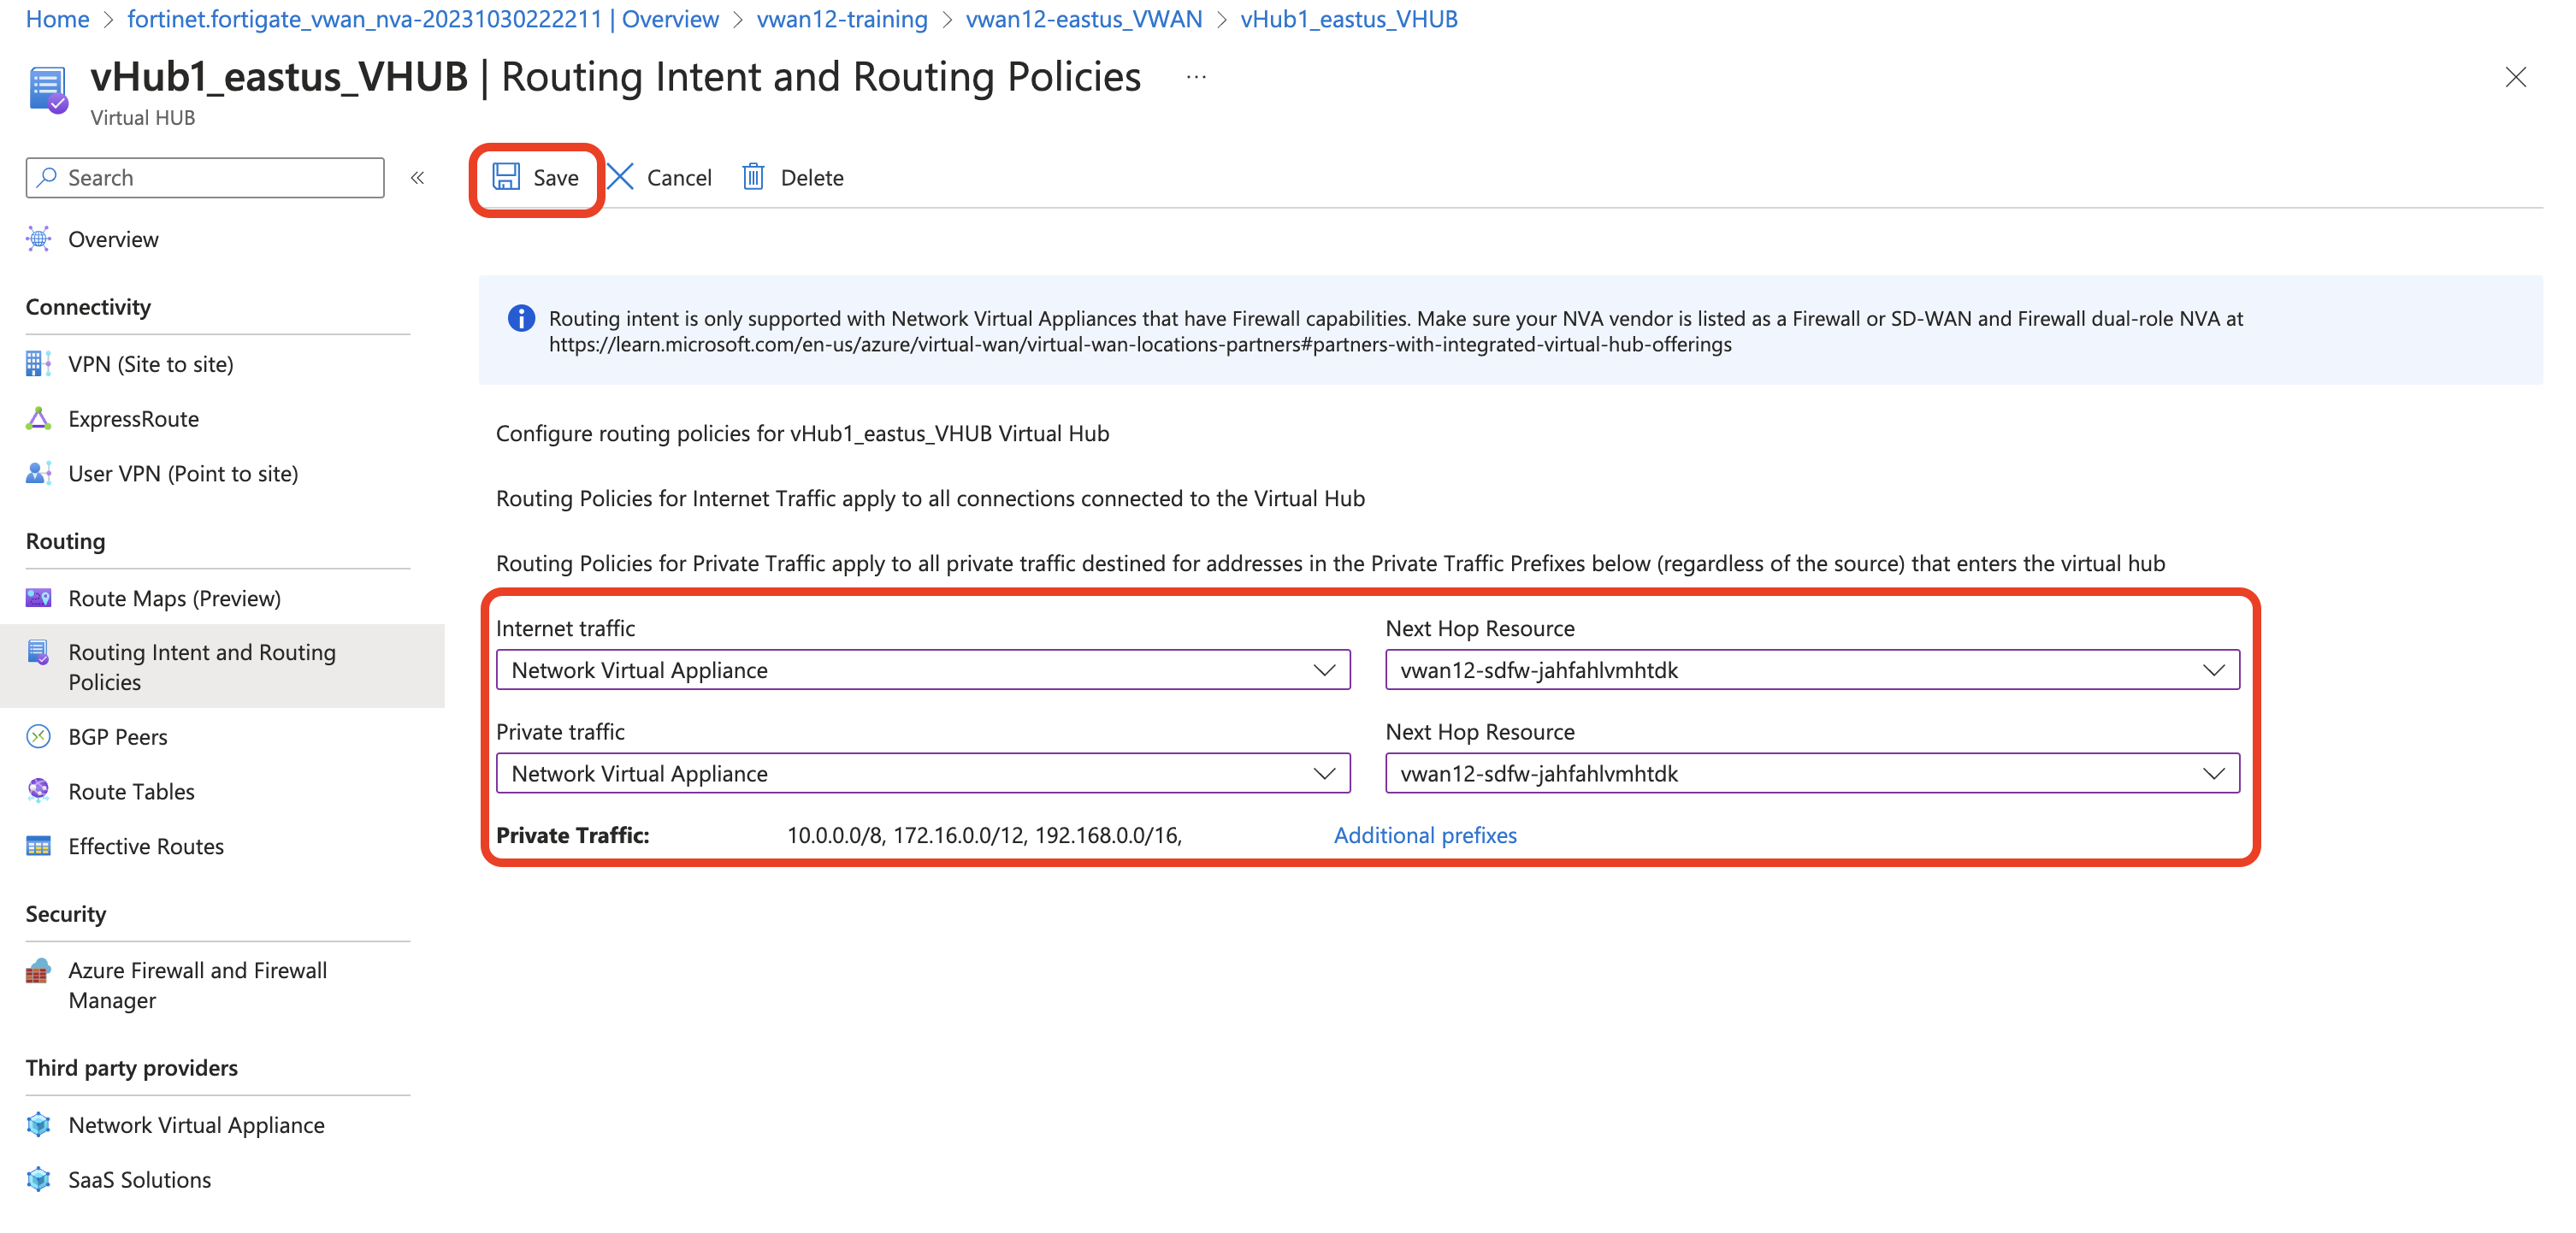 Home > fortinet.fortigate_vwan_nva-20231030222211 | Overview > vwan12-training > vwan12-eastus_VWAN > vHub1_eastus_VHUB
vHub1_eastus_VHUB | Routing Intent and Routing Policies ...
Virtual HUB
Search «
Save Cancel Delete
Overview
Connectivity
VPN (Site to site)
ExpressRoute
User VPN (Point to site)
Routing
Route Maps (Preview)
Routing Intent and Routing
Policies
BGP Peers
Route Tables
Effective Routes
Security
Azure Firewall and Firewall
Manager
Third party providers
Network Virtual Appliance
SaaS Solutions
Routing intent is only supported with Network Virtual Appliances that have Firewall capabilities. Make sure your NVA vendor is listed as a Firewall or SD-WAN and Firewall dual-role NVA at
https://learn.microsoft.com/en-us/azure/virtual-wan/virtual-wan-locations-partners#partners-with-integrated-virtual-hub-offerings
Configure routing policies for vHub1_eastus_VHUB Virtual Hub
Routing Policies for Internet Traffic apply to all connections connected to the Virtual Hub
Routing Policies for Private Traffic apply to all private traffic destined for addresses in the Private Traffic Prefixes below (regardless of the source) that enters the virtual hub
Internet traffic Next Hop Resource
Network Virtual Appliance vwan12-sdfw-jahfahlvmhtdk
Private traffic Next Hop Resource
Network Virtual Appliance vwan12-sdfw-jahfahlvmhtdk
Private Traffic: 10.0.0.0/8, 172.16.0.0/12, 192.168.0.0/16, Additional prefixes